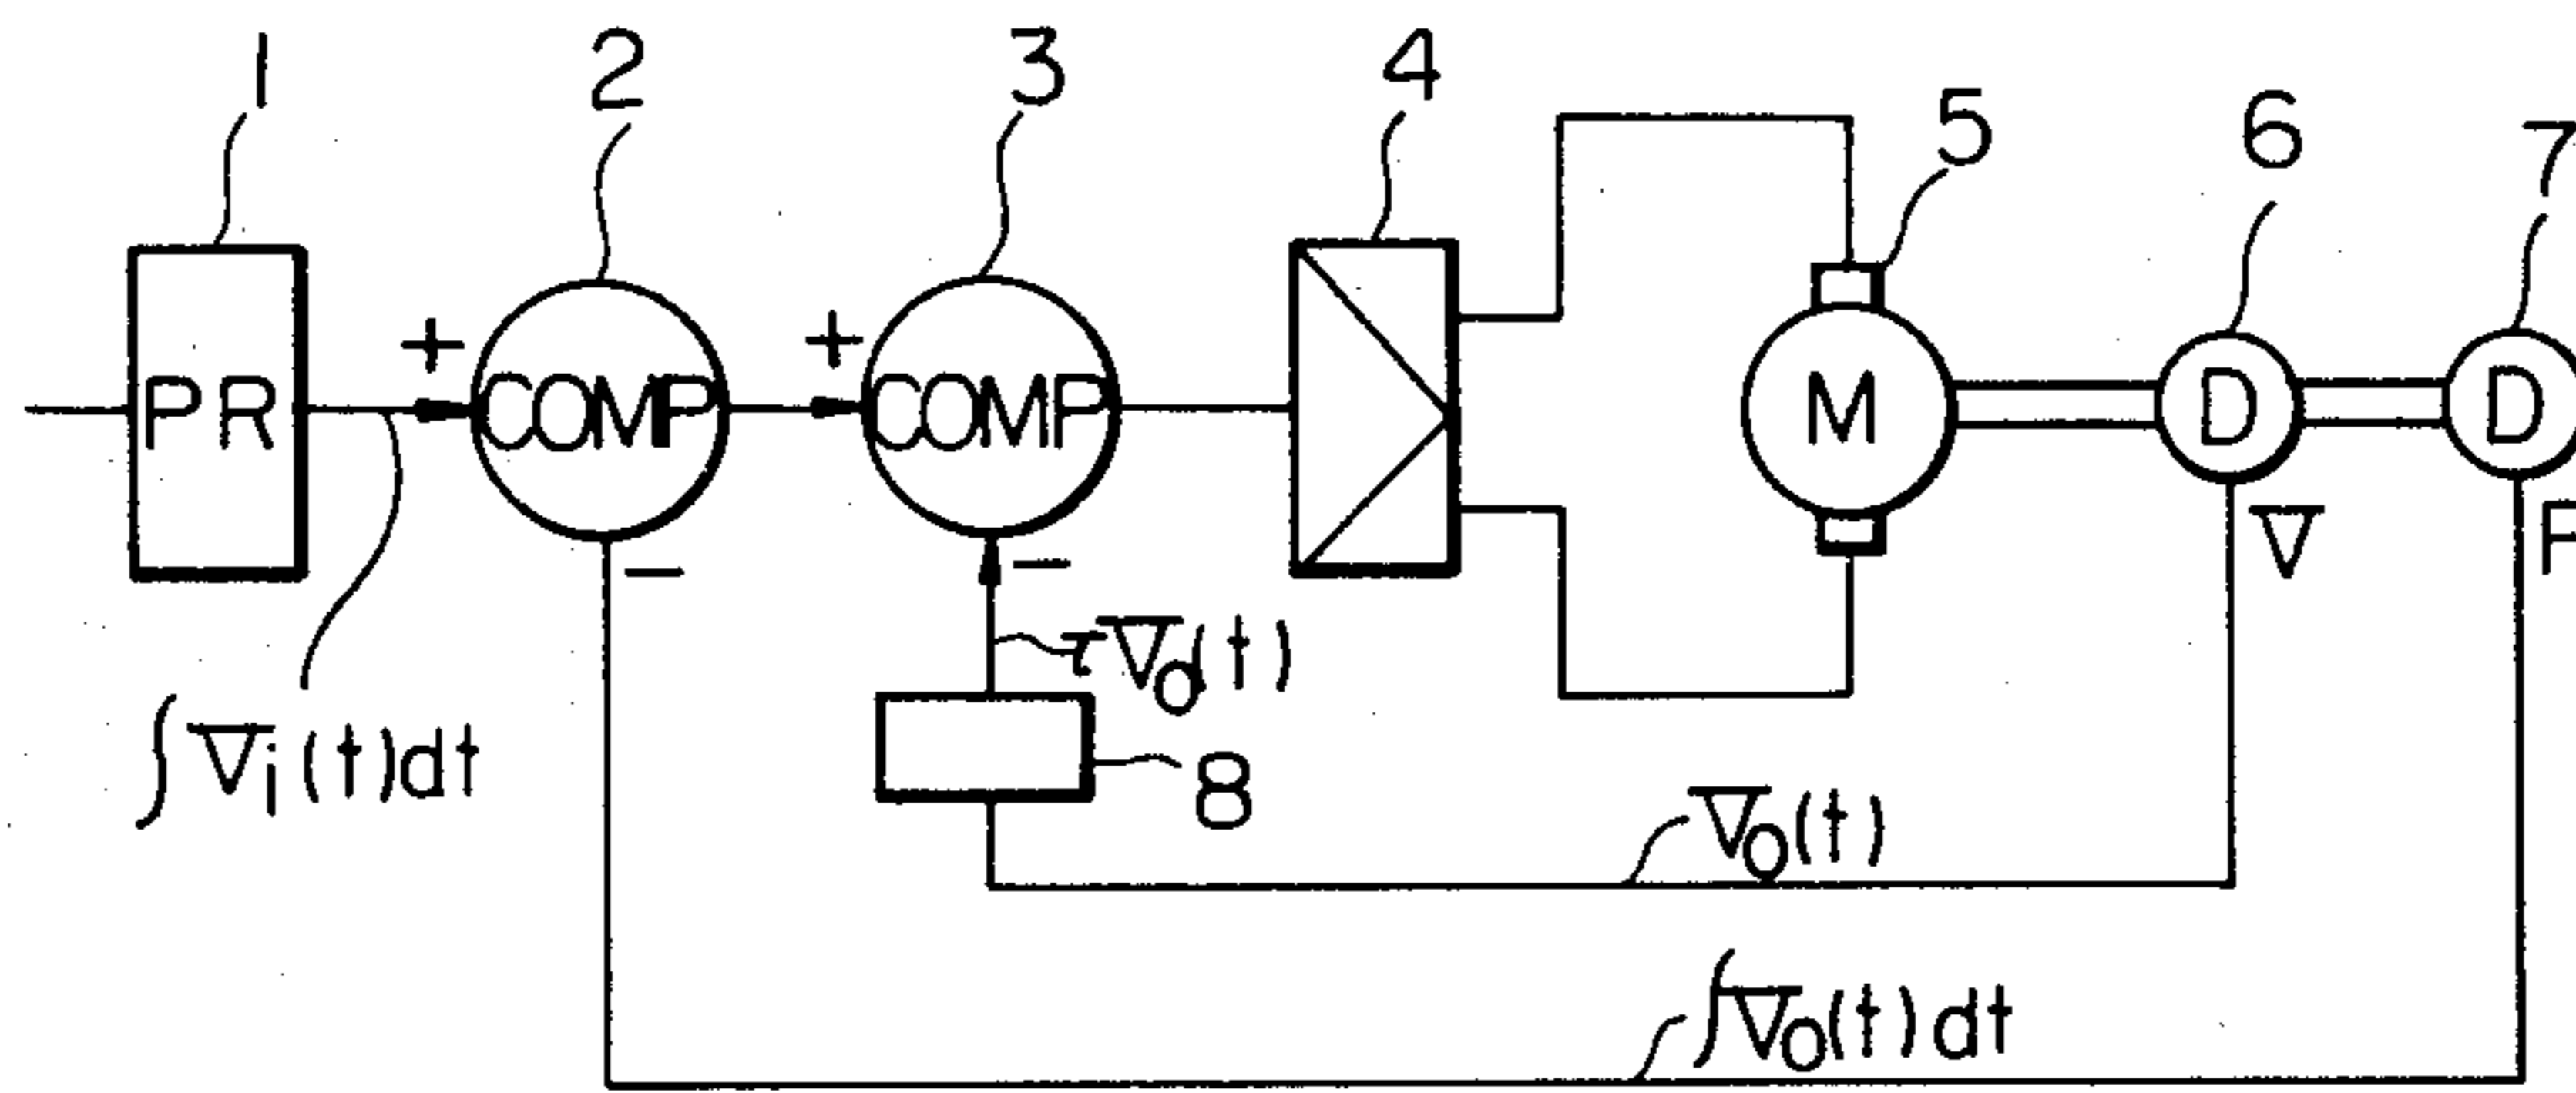 1
2
3
4
5
6
7
PR
+
COMP
+
COMP
M
D
D
−
−
V
τV₀(t)
∫Vᵢ(t)dt
8
V₀(t)
∫V₀(t)dt